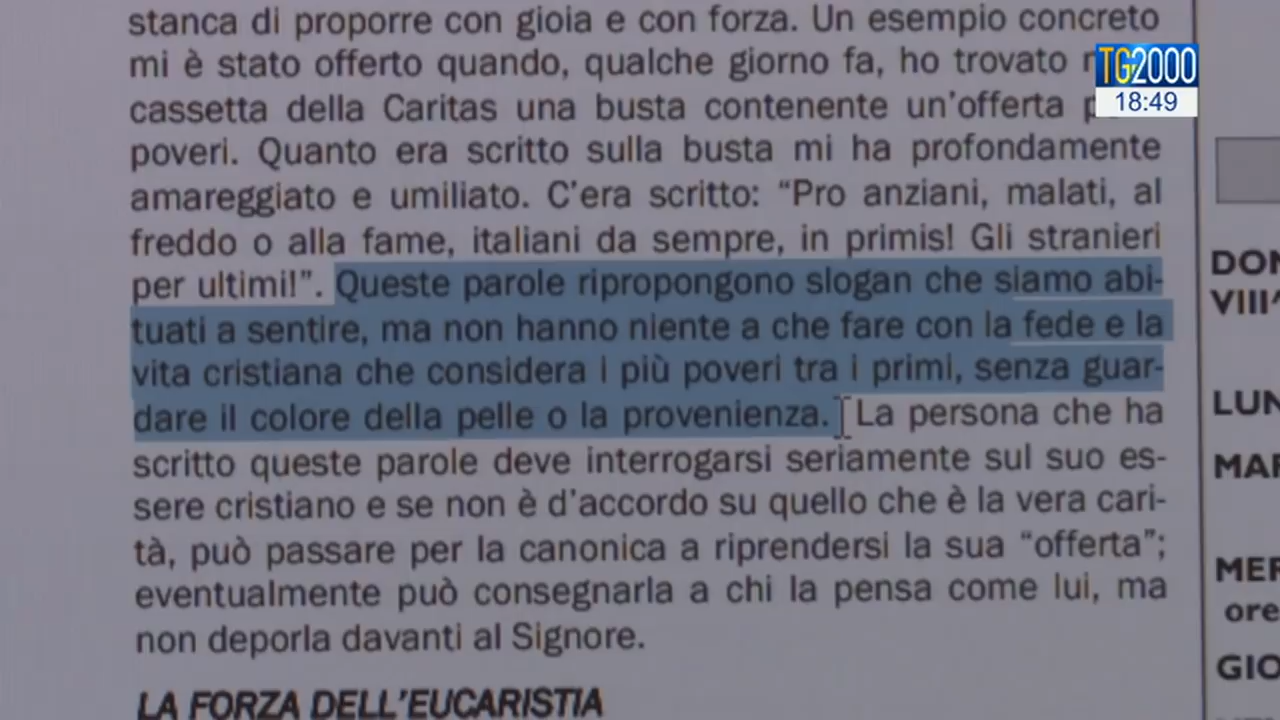 stanca di proporre con gioia e con forza. Un esempio concreto
mi è stato offerto quando, qualche giorno fa, ho trovato
TG2000
18:49
cassetta della Caritas una busta contenente un'offerta
poveri. Quanto era scritto sulla busta mi ha profondamente
amareggiato e umiliato. C'era scritto: "Pro anziani, malati, al
freddo o alla fame, italiani da sempre, in primis! Gli stranieri
per ultimi!". Queste parole ripropongono slogan che siamo abi-
tuati a sentire, ma non hanno niente a che fare con la fede e la
vita cristiana che considera i più poveri tra i primi, senza guar-
dare il colore della pelle o la provenienza. La persona che ha
scritto queste parole deve interrogarsi seriamente sul suo es-
sere cristiano e se non è d'accordo su quello che è la vera cari-
tà, può passare per la canonica a riprendersi la sua "offerta";
eventualmente può consegnarla a chi la pensa come lui, ma
non deporla davanti al Signore.
LA FORZA DELL'EUCARISTIA
ore